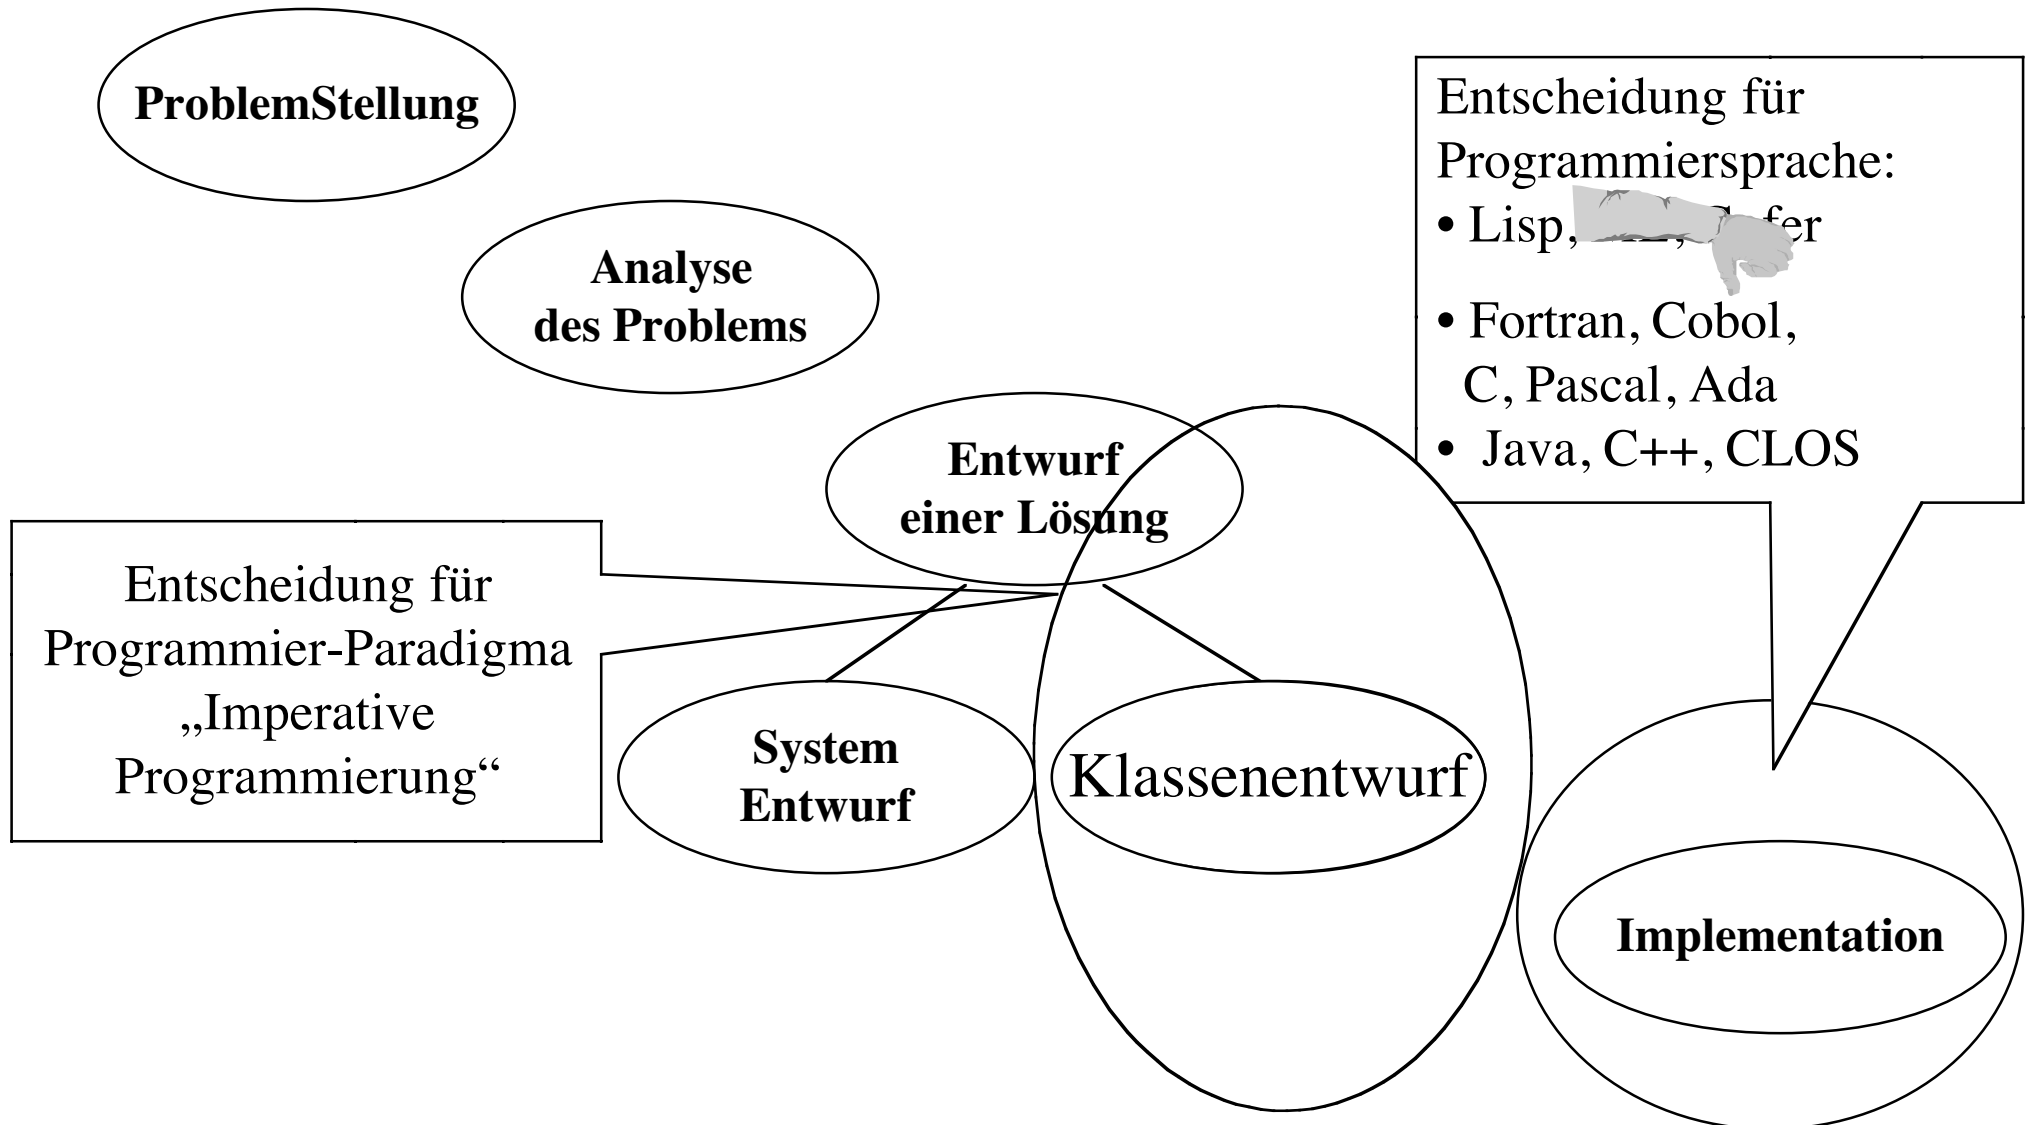 ProblemStellung
Analyse
des Problems
Entwurf
einer Lösung
System
Entwurf
Klassenentwurf
Implementation
Entscheidung für
Programmier-Paradigma
„Imperative
Programmierung“
Entscheidung für
Programmiersprache:
• Lisp,
• Fortran, Cobol,
C, Pascal, Ada
• Java, C++, CLOS